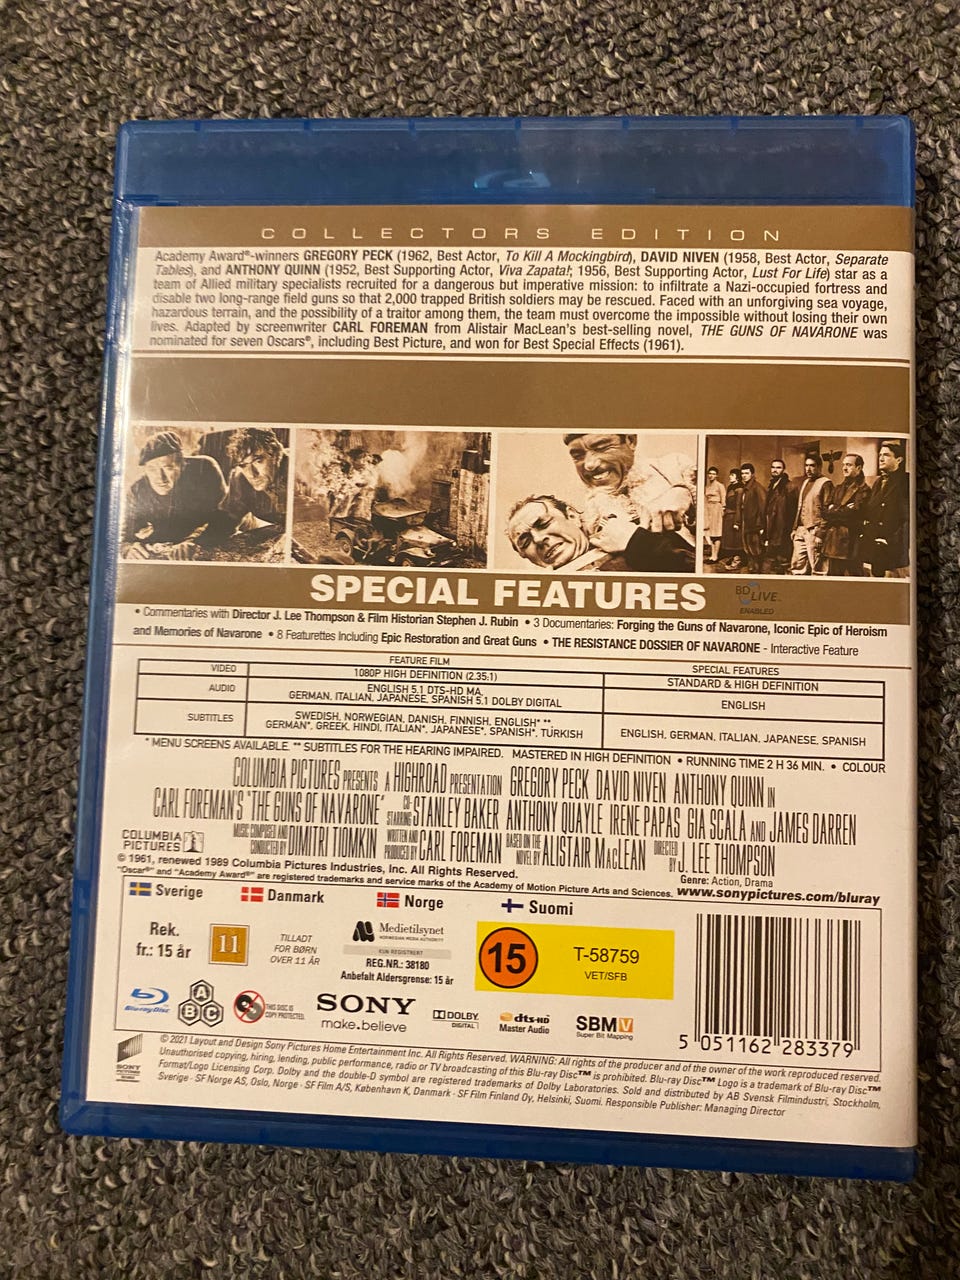 COLLECTORS EDITION
Academy Award®-winners GREGORY PECK (1962, Best Actor, To Kill A Mockingbird), DAVID NIVEN (1958, Best Actor, Separate
Tables), and ANTHONY QUINN (1952, Best Supporting Actor, Viva Zapata!; 1956, Best Supporting Actor, Lust For Life) star as a
team of Allied military specialists recruited for a dangerous but imperative mission: to infiltrate a Nazi-occupied fortress and
disable two long-range field guns so that 2,000 trapped British soldiers may be rescued. Faced with an unforgiving sea voyage,
hazardous terrain, and the possibility of a traitor among them, the team must overcome the impossible without losing their own
lives. Adapted by screenwriter CARL FOREMAN from Alistair MacLean's best-selling novel, THE GUNS OF NAVARONE was
nominated for seven Oscars®, including Best Picture, and won for Best Special Effects (1961).
SPECIAL FEATURES
BD LIVE™
ENABLED
• Commentaries with Director J. Lee Thompson & Film Historian Stephen J. Rubin • 3 Documentaries: Forging the Guns of Navarone, Iconic Epic of Heroism
and Memories of Navarone • 8 Featurettes Including Epic Restoration and Great Guns • THE RESISTANCE DOSSIER OF NAVARONE - Interactive Feature
FEATURE FILM SPECIAL FEATURES
VIDEO 1080P HIGH DEFINITION (2.35:1) STANDARD & HIGH DEFINITION
AUDIO ENGLISH 5.1 DTS-HD MA,
GERMAN, ITALIAN, JAPANESE, SPANISH 5.1 DOLBY DIGITAL ENGLISH
SUBTITLES SWEDISH, NORWEGIAN, DANISH, FINNISH, ENGLISH* **,
GERMAN*, GREEK, HINDI, ITALIAN*, JAPANESE*, SPANISH*, TURKISH ENGLISH, GERMAN, ITALIAN, JAPANESE, SPANISH
* MENU SCREENS AVAILABLE. ** SUBTITLES FOR THE HEARING IMPAIRED. MASTERED IN HIGH DEFINITION • RUNNING TIME 2 H 36 MIN. • COLOUR
COLUMBIA PICTURES PRESENTS A HIGHROAD PRESENTATION GREGORY PECK DAVID NIVEN ANTHONY QUINN IN
CARL FOREMAN'S "THE GUNS OF NAVARONE" CO-STARRING STANLEY BAKER ANTHONY QUAYLE IRENE PAPAS GIA SCALA AND JAMES DARREN
MUSIC COMPOSED AND CONDUCTED BY DIMITRI TIOMKIN WRITTEN AND PRODUCED BY CARL FOREMAN BASED ON THE NOVEL BY ALISTAIR MACLEAN DIRECTED BY J. LEE THOMPSON
COLUMBIA
PICTURES
© 1961, renewed 1989 Columbia Pictures Industries, Inc. All Rights Reserved.
Genre: Action, Drama
"Oscar®" and "Academy Award®" are registered trademarks and service marks of the Academy of Motion Picture Arts and Sciences. www.sonypictures.com/bluray
Sverige Danmark Norge Suomi
Rek.
fr.: 15 år
11
TILLADT
FOR BØRN
OVER 11 ÅR
Medietilsynet
NORWEGIAN MEDIA AUTHORITY
KUN REGISTRERT
REG.NR.: 38180
Anbefalt Aldersgrense: 15 år
15
T-58759
VET/SFB
Blu-ray Disc
A B C
THIS DISC IS
COPY PROTECTED.
SONY
make.believe
DOLBY
DIGITAL
dts-HD
Master Audio
SBMV
Super Bit Mapping
5 051162 283379
SONY
PICTURES
© 2021 Layout and Design Sony Pictures Home Entertainment Inc. All Rights Reserved. WARNING: All rights of the producer and of the owner of the work reproduced reserved.
Unauthorised copying, hiring, lending, public performance, radio or TV broadcasting of this Blu-ray Disc™ is prohibited. Blu-ray Disc™ Logo is a trademark of Blu-ray Disc™
Format/Logo Licensing Corp. Dolby and the double-D symbol are registered trademarks of Dolby Laboratories. Sold and distributed by AB Svensk Filmindustri, Stockholm,
Sverige · SF Norge AS, Oslo, Norge · SF Film A/S, København K, Danmark · SF Film Finland Oy, Helsinki, Suomi. Responsible Publisher: Managing Director